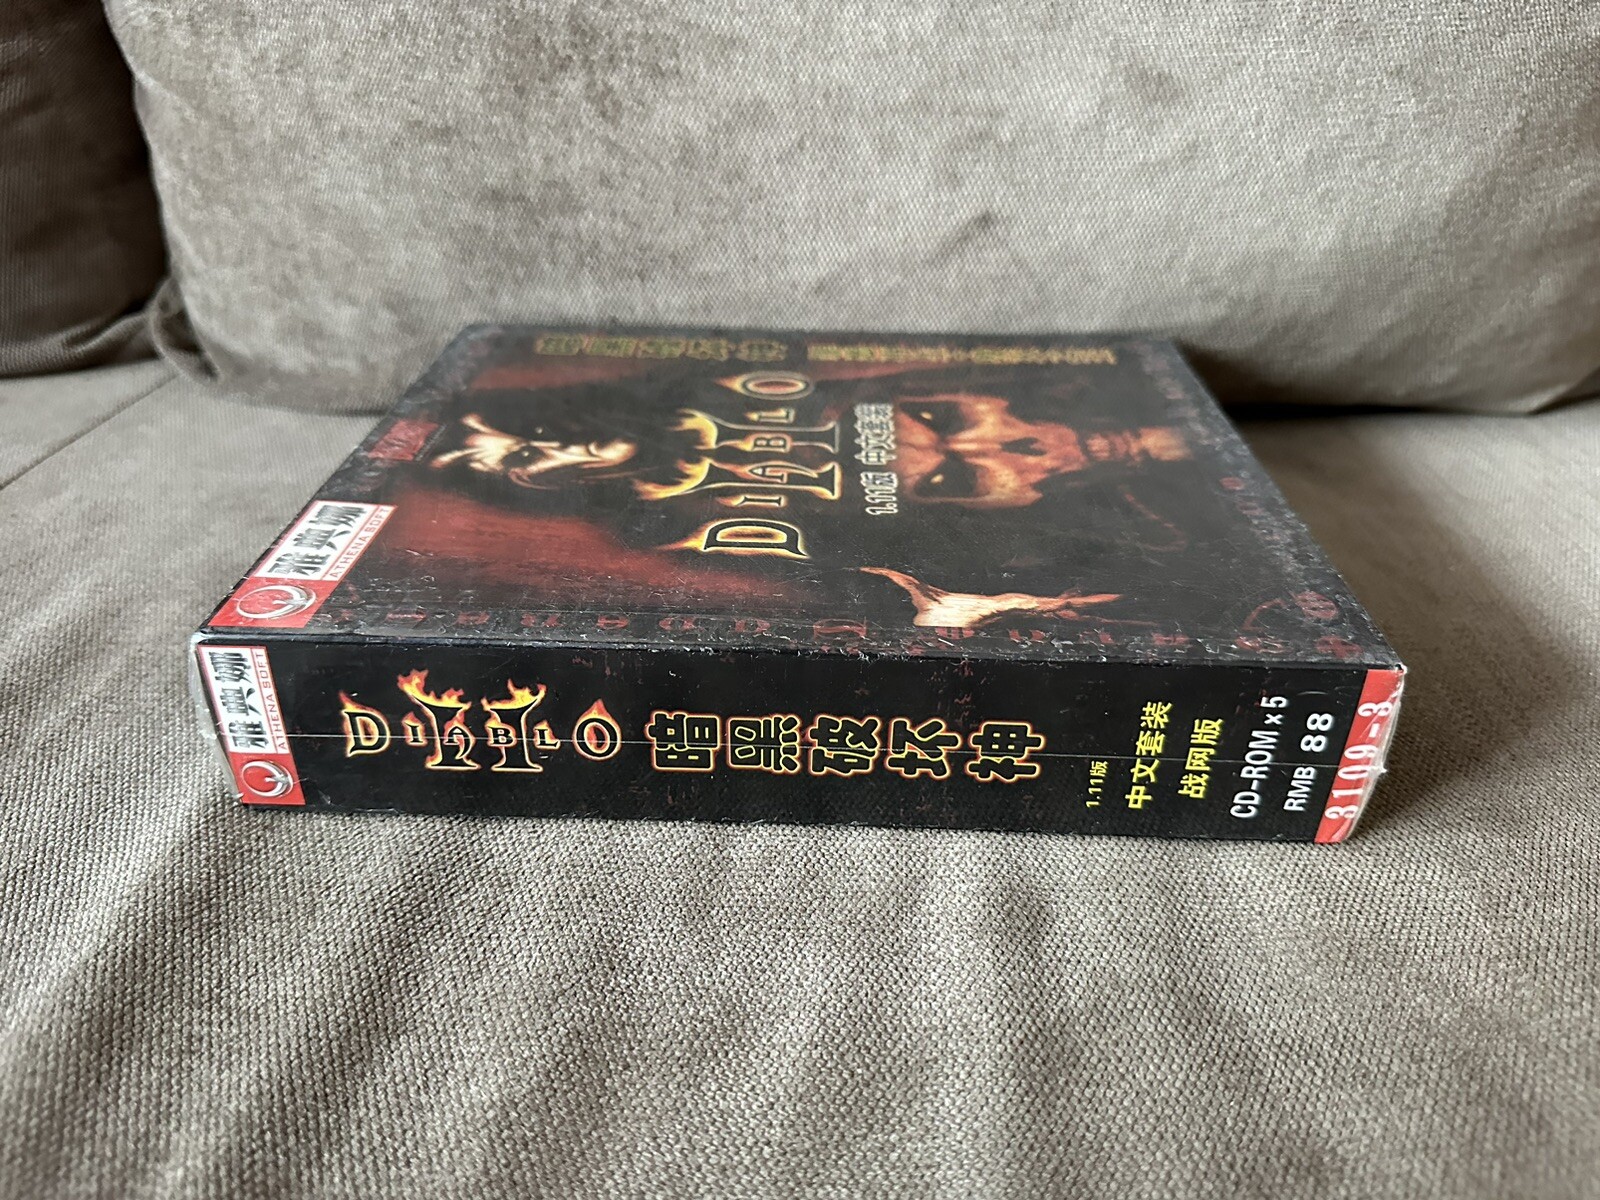 雅典娜
ATHENA SOFT
DIABLO II
1.11版 中文套装
雅典娜
ATHENA SOFT
DIABLO II
暗黑破坏神
1.11版
中文套装
战网版
CD-ROM x 5
RMB 88
3109-3